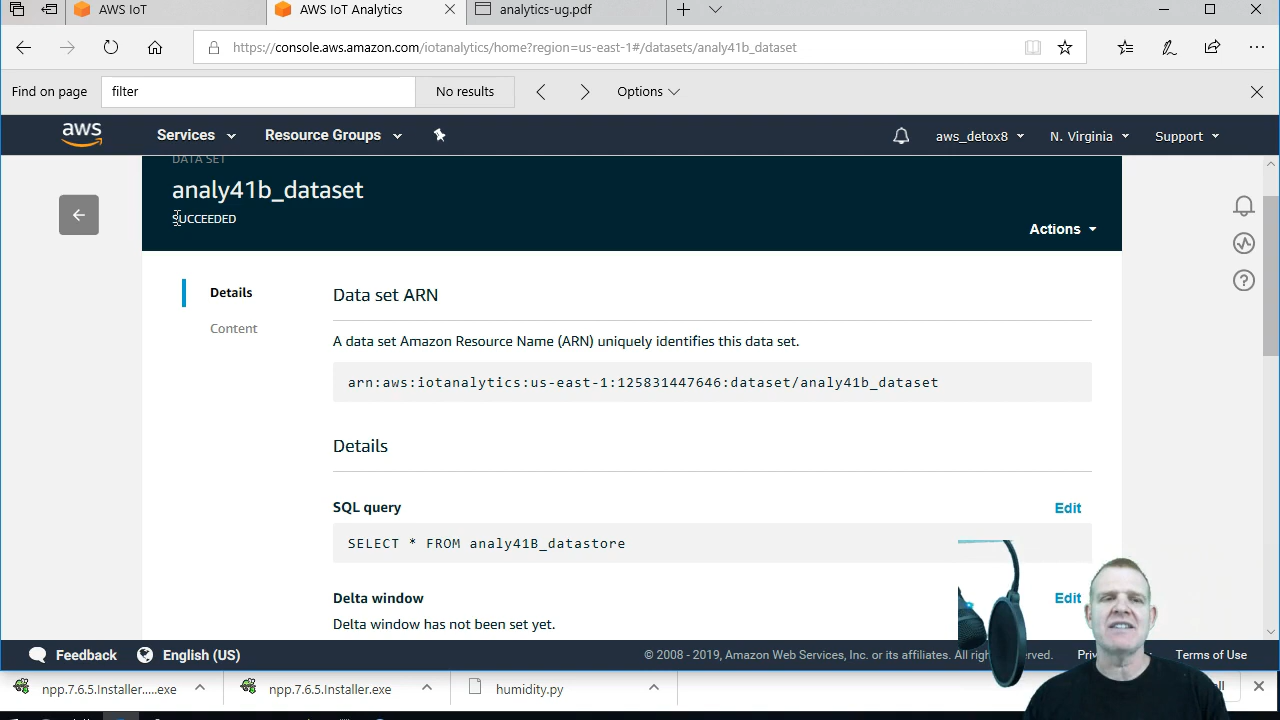 AWS IoT
AWS IoT Analytics
analytics-ug.pdf
https://console.aws.amazon.com/iotanalytics/home?region=us-east-1#/datasets/analy41b_dataset
Find on page
filter
No results
Options
aws
Services
Resource Groups
aws_detox8
N. Virginia
Support
DATA SET
analy41b_dataset
SUCCEEDED
Actions
Details
Content
Data set ARN
A data set Amazon Resource Name (ARN) uniquely identifies this data set.
arn:aws:iotanalytics:us-east-1:125831447646:dataset/analy41b_dataset
Details
SQL query
Edit
SELECT * FROM analy41B_datastore
Delta window
Edit
Delta window has not been set yet.
Feedback
English (US)
© 2008 - 2019, Amazon Web Services, Inc. or its affiliates. All rig
rved.
Terms of Use
npp.7.6.5.Installer.....exe
npp.7.6.5.Installer.exe
humidity.py